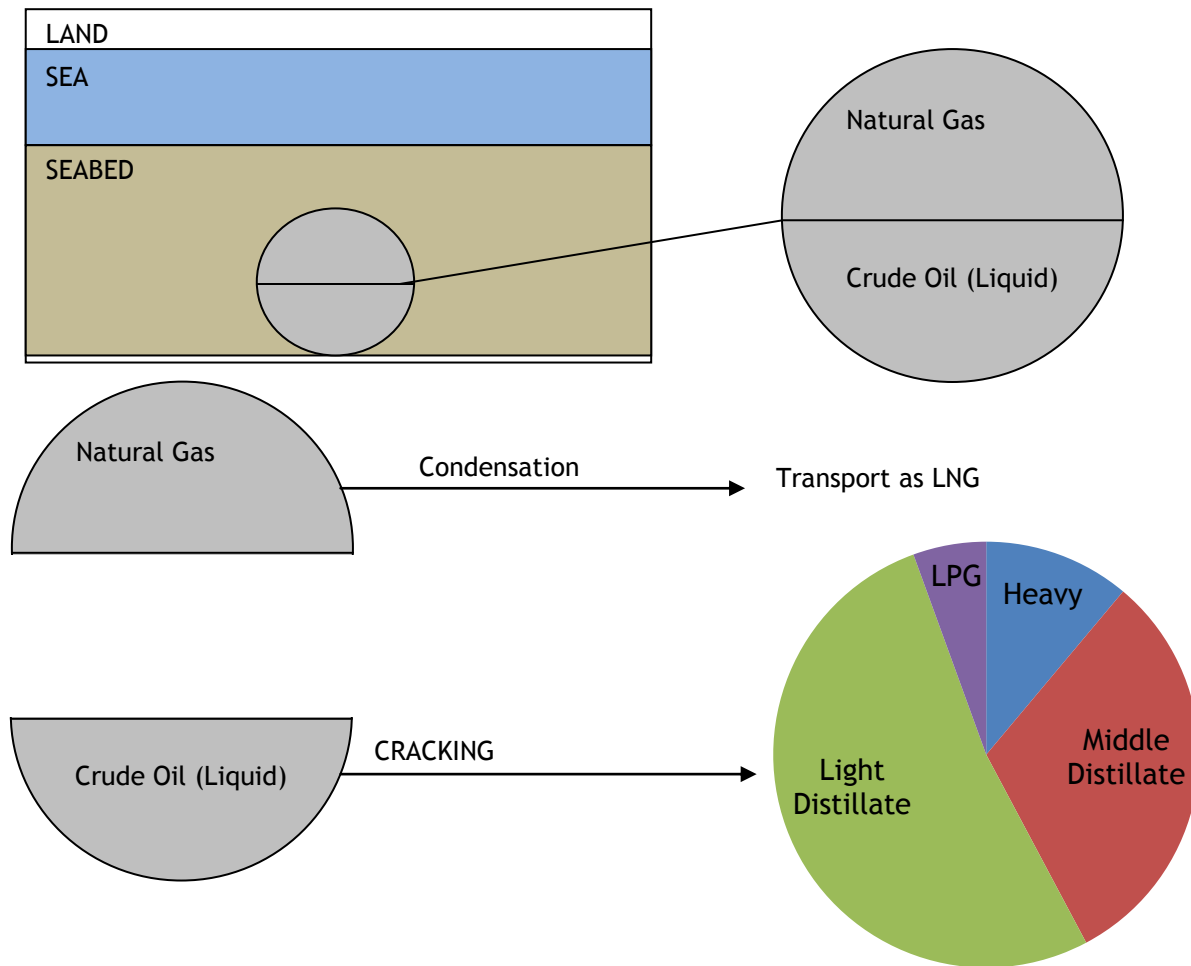 LAND
SEA
SEABED
Natural Gas
Crude Oil (Liquid)
Natural Gas
Condensation
Transport as LNG
LPG
Heavy
Middle
Distillate
Light
Distillate
Crude Oil (Liquid)
CRACKING